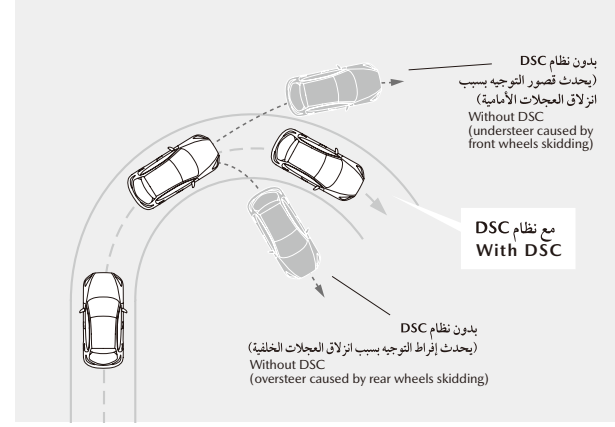 بدون نظام DSC
(يحدث قصور التوجيه بسبب
انزلاق العجلات الأمامية)
Without DSC
(understeer caused by
front wheels skidding)
مع نظام DSC
With DSC
بدون نظام DSC
(يحدث إفراط التوجيه بسبب انزلاق العجلات الخلفية)
Without DSC
(oversteer caused by rear wheels skidding)